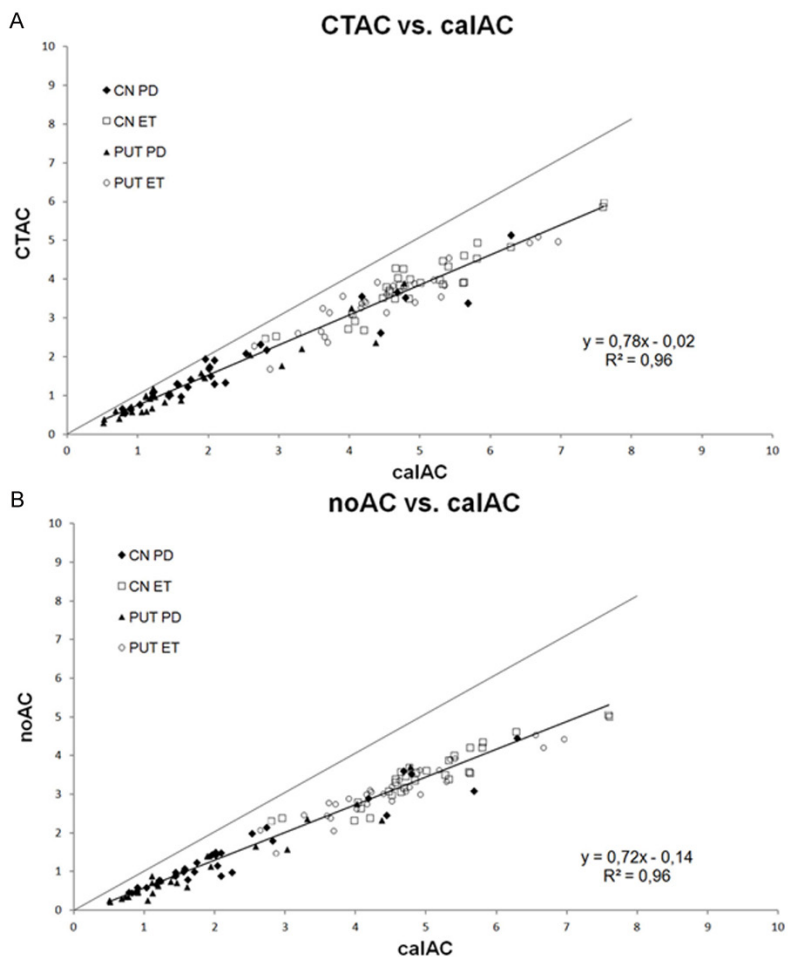 A
CTAC vs. calAC
10
9
8
7
6
5
4
3
2
1
0
CTAC
CN PD
CN ET
PUT PD
PUT ET
y = 0,78x - 0,02
R² = 0,96
0 1 2 3 4 5 6 7 8 9 10
calAC
B
noAC vs. calAC
10
9
8
7
6
5
4
3
2
1
0
noAC
CN PD
CN ET
PUT PD
PUT ET
y = 0,72x - 0,14
R² = 0,96
0 1 2 3 4 5 6 7 8 9 10
calAC